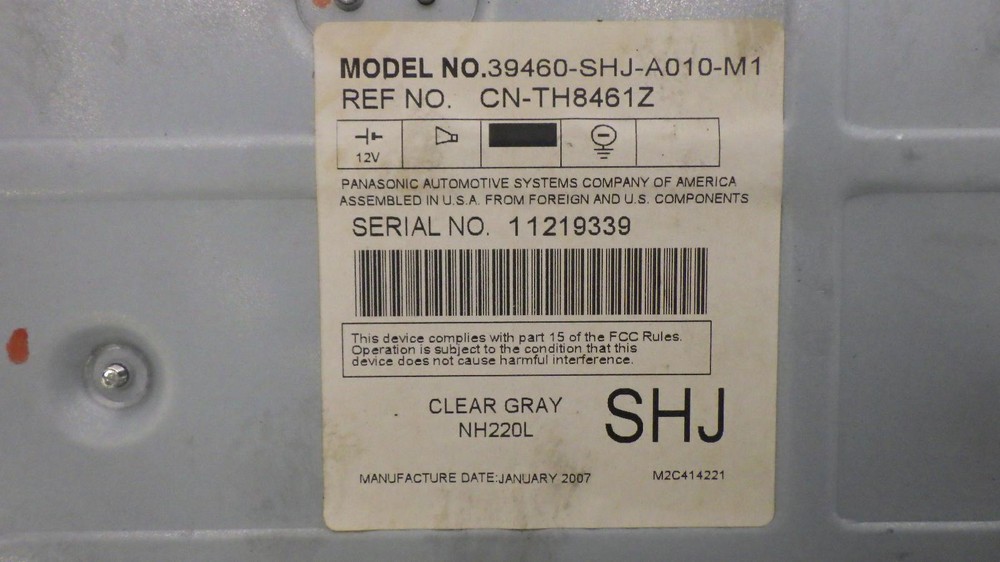 MODEL NO.39460-SHJ-A010-M1
REF NO. CN-TH8461Z
12V
PANASONIC AUTOMOTIVE SYSTEMS COMPANY OF AMERICA
ASSEMBLED IN U.S.A. FROM FOREIGN AND U.S. COMPONENTS
SERIAL NO. 11219339
This device complies with part 15 of the FCC Rules.
Operation is subject to the condition that this
device does not cause harmful interference.
CLEAR GRAY
NH220L
SHJ
MANUFACTURE DATE:JANUARY 2007
M2C414221